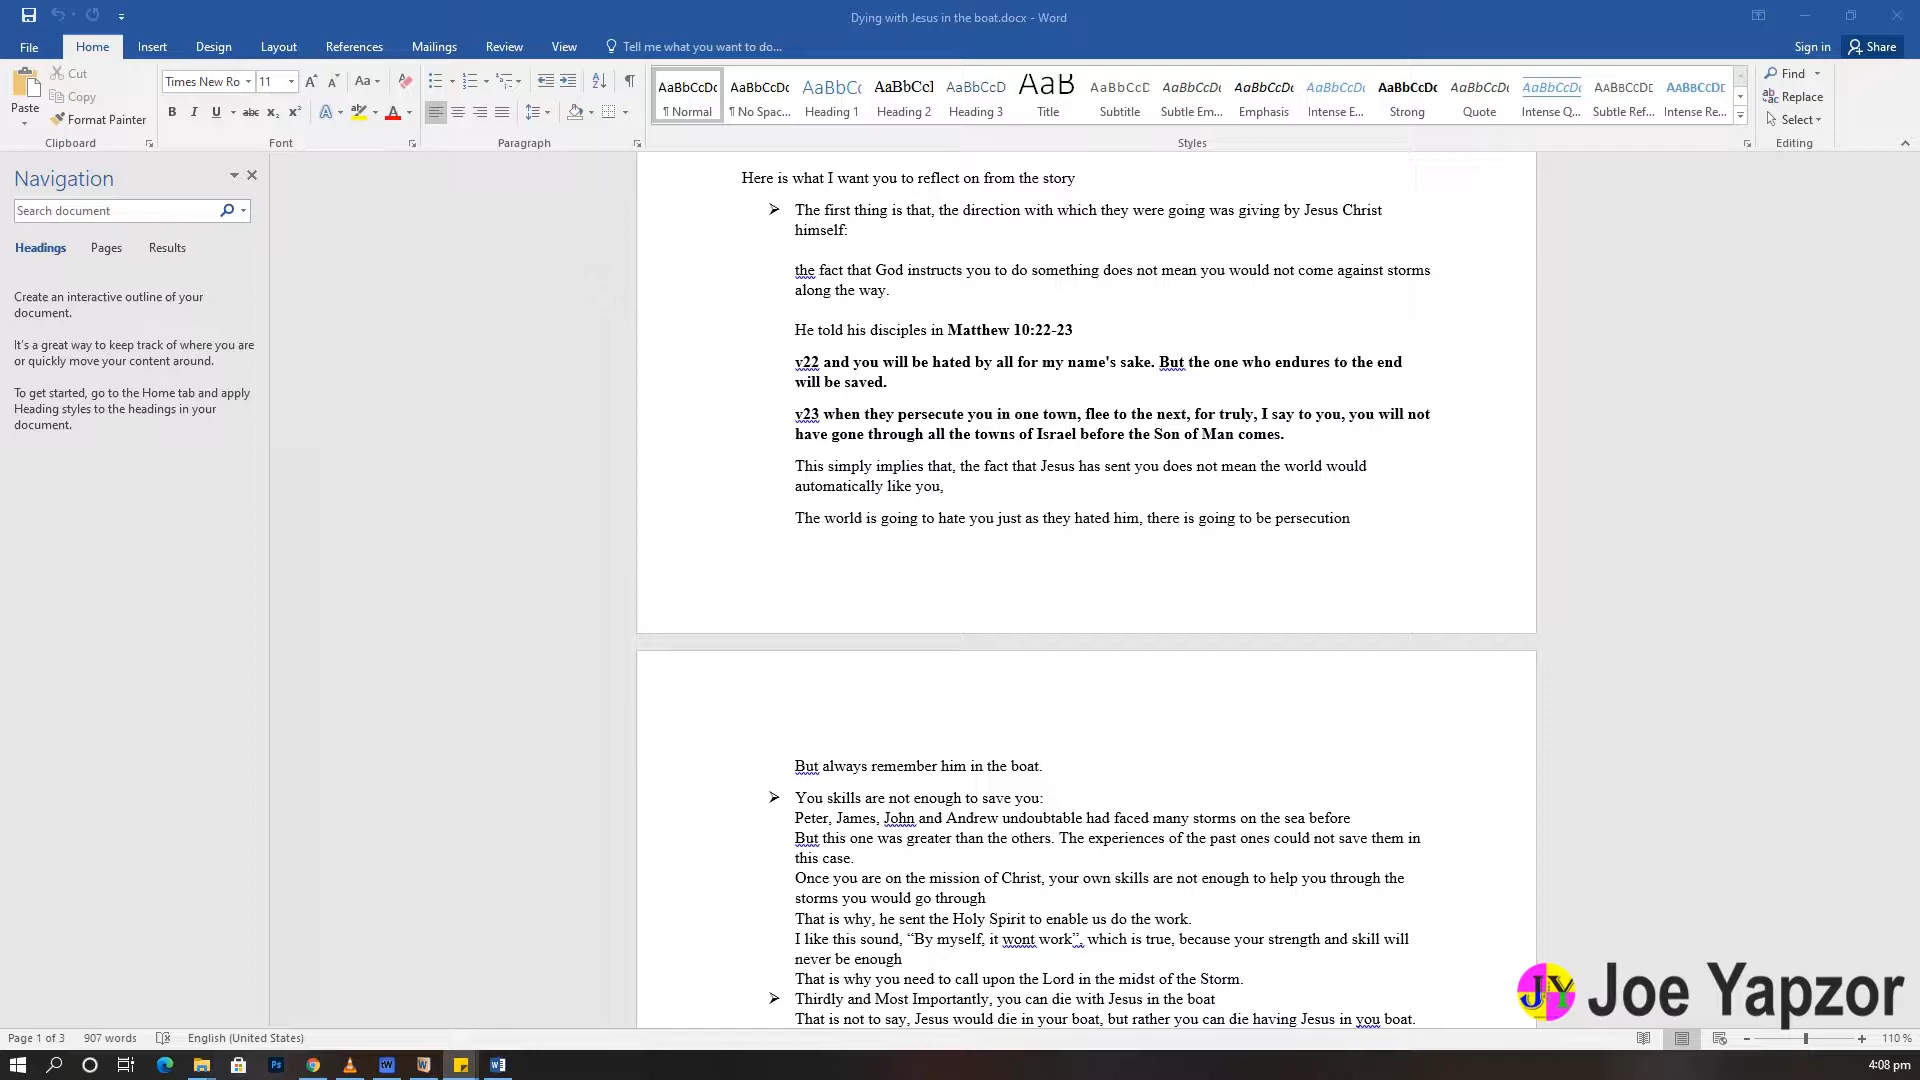 Dying with Jesus in the boat.docx - Word
File Home Insert Design Layout References Mailings Review View Tell me what you want to do... Sign in Share
Paste
Cut
Copy
Format Painter
Clipboard
Times New Ro 11
Font
Paragraph
AaBbCcDc AaBbCcDc AaBbC AaBbCcI AaBbCcD AaB AaBbCcD AaBbCcDc AaBbCcDc AaBbCcDc AaBbCcDc AaBbCcDc AaBbCcDc AABBCCDE AABBCCDE
¶ Normal ¶ No Spac... Heading 1 Heading 2 Heading 3 Title Subtitle Subtle Em... Emphasis Intense E... Strong Quote Intense Q... Subtle Ref... Intense Re...
Styles
Find
Replace
Select
Editing
Navigation
Search document
Headings Pages Results
Create an interactive outline of your
document.
It's a great way to keep track of where you are
or quickly move your content around.
To get started, go to the Home tab and apply
Heading styles to the headings in your
document.
Here is what I want you to reflect on from the story
The first thing is that, the direction with which they were going was giving by Jesus Christ
himself:
the fact that God instructs you to do something does not mean you would not come against storms
along the way.
He told his disciples in Matthew 10:22-23
v22 and you will be hated by all for my name's sake. But the one who endures to the end
will be saved.
v23 when they persecute you in one town, flee to the next, for truly, I say to you, you will not
have gone through all the towns of Israel before the Son of Man comes.
This simply implies that, the fact that Jesus has sent you does not mean the world would
automatically like you,
The world is going to hate you just as they hated him, there is going to be persecution
But always remember him in the boat.
You skills are not enough to save you:
Peter, James, John and Andrew undoubtable had faced many storms on the sea before
But this one was greater than the others. The experiences of the past ones could not save them in
this case.
Once you are on the mission of Christ, your own skills are not enough to help you through the
storms you would go through
That is why, he sent the Holy Spirit to enable us do the work.
I like this sound, “By myself, it wont work”, which is true, because your strength and skill will
never be enough
That is why you need to call upon the Lord in the midst of the Storm.
Thirdly and Most Importantly, you can die with Jesus in the boat
That is not to say, Jesus would die in your boat, but rather you can die having Jesus in you boat.
JY Joe Yapzor
Page 1 of 3 907 words English (United States) 110 %
4:08 pm